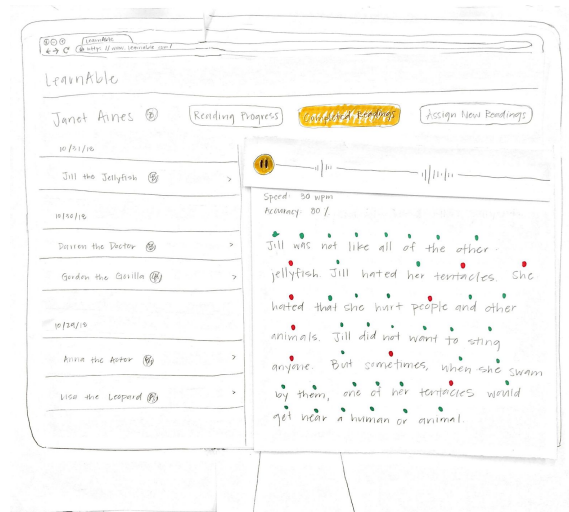 LearnAble
LearnAble
Janet Aines B
Reading Progress
Completed Readings
Assign New Readings
10/31/18
Jill the Jellyfish B >
10/30/18
Darren the Doctor B >
Gordon the Gorilla B >
10/29/18
Anna the Actor >
Lisa the Leopard >
Speed: 30 wpm
Accuracy: 80 %
Jill was not like all of the other
jellyfish. Jill hated her tentacles. She
hated that she hurt people and other
animals. Jill did not want to sting
anyone. But sometimes, when she swam
by them, one of her tentacles would
get near a human or animal.